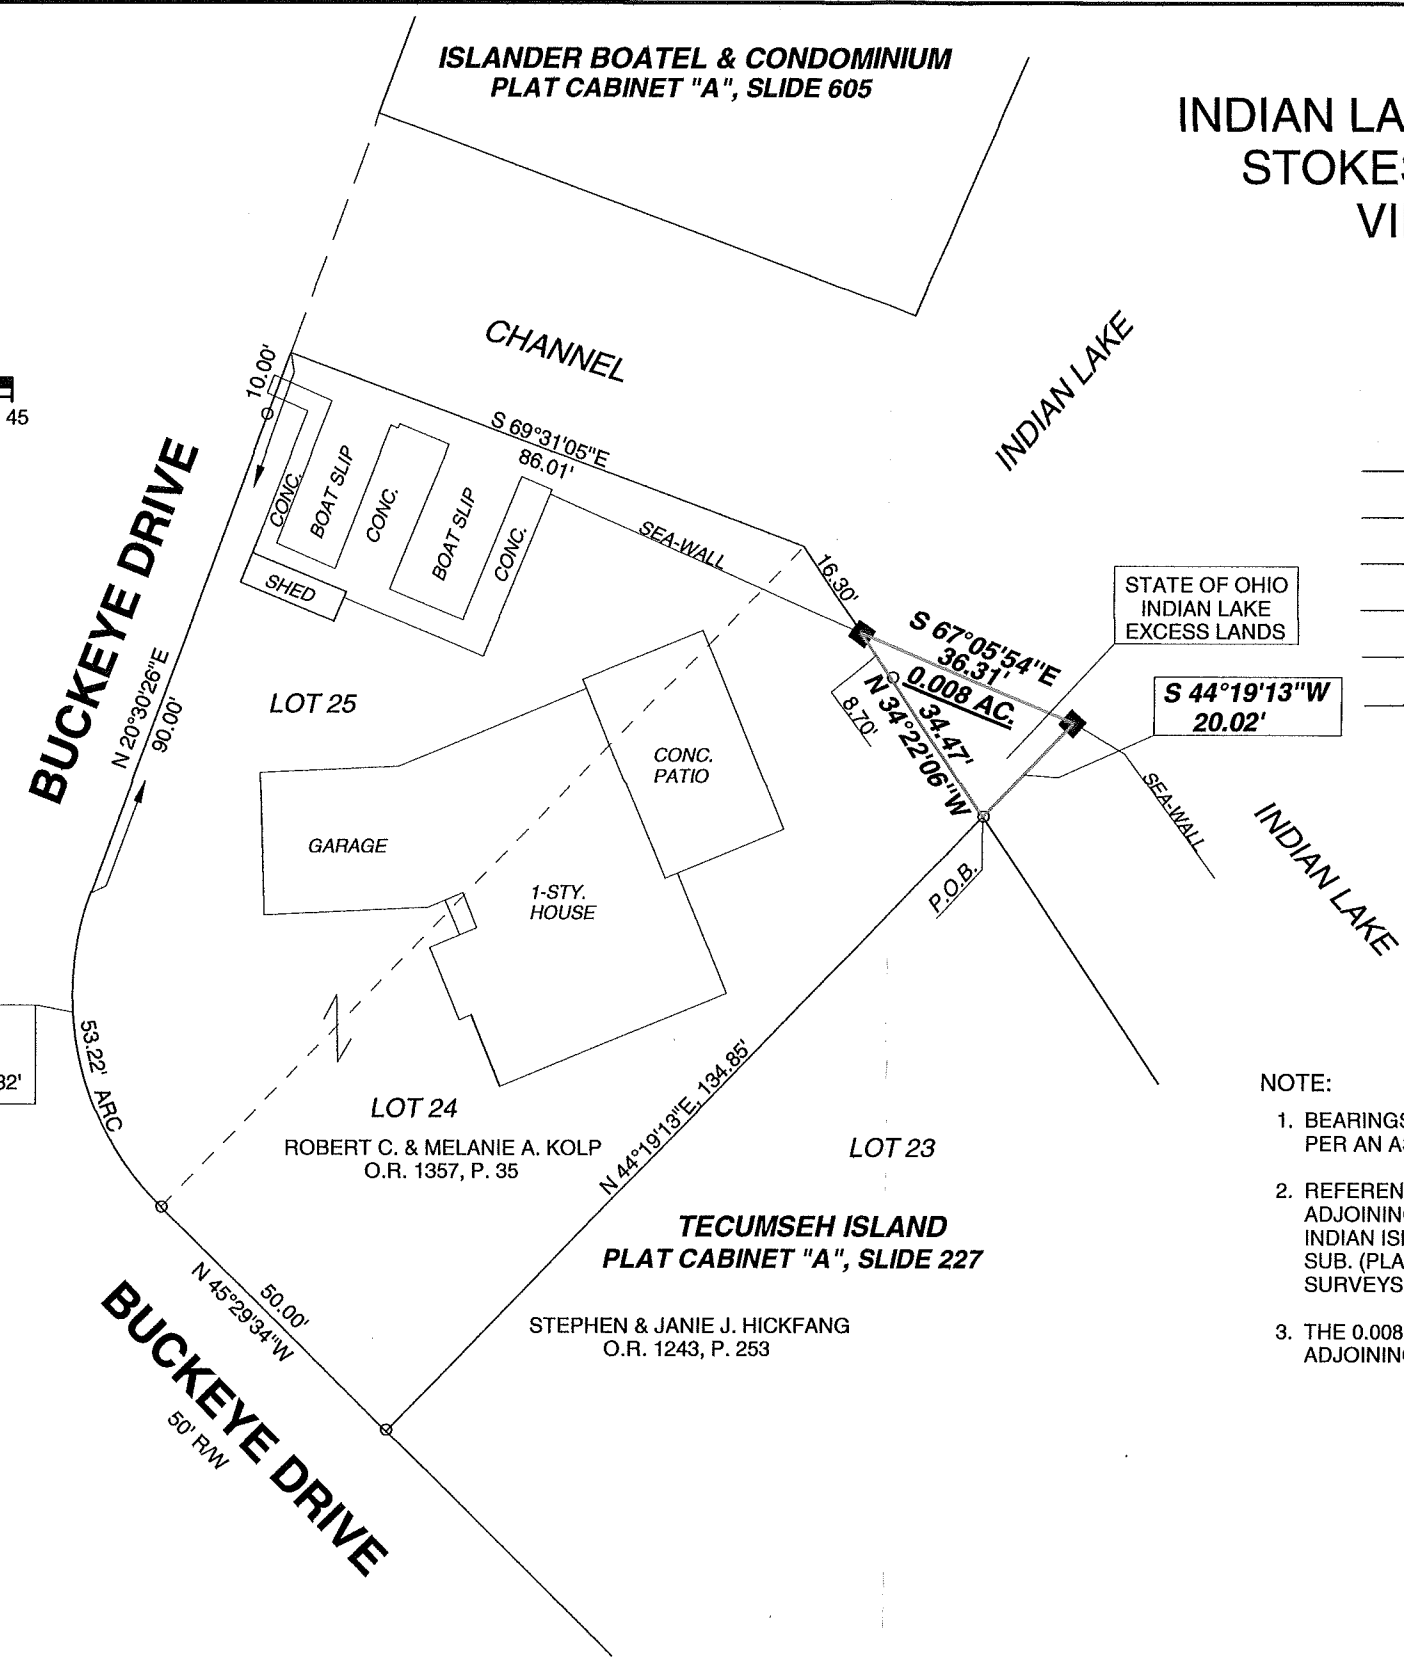 ISLANDER BOATEL & CONDOMINIUM
PLAT CABINET "A", SLIDE 605
INDIAN LA
STOKES
VI
CHANNEL
INDIAN LAKE
10.00'
45
S 69°31'05"E
86.01'
BUCKEYE DRIVE
CONC.
BOAT SLIP
CONC.
BOAT SLIP
CONC.
SHED
SEA-WALL
16.30'
STATE OF OHIO
INDIAN LAKE
EXCESS LANDS
S 67°05'54"E
36.31'
0.008 AC.
S 44°19'13"W
20.02'
34.47'
N 34°22'06"W
8.70'
N 20°30'26"E
90.00'
LOT 25
CONC.
PATIO
SEA-WALL
INDIAN LAKE
GARAGE
1-STY.
HOUSE
P.O.B.
53.22' ARC
32'
LOT 24
ROBERT C. & MELANIE A. KOLP
O.R. 1357, P. 35
N 44°19'13"E, 134.85'
LOT 23
TECUMSEH ISLAND
PLAT CABINET "A", SLIDE 227
STEPHEN & JANIE J. HICKFANG
O.R. 1243, P. 253
50.00'
N 45°29'34"W
BUCKEYE DRIVE
50' R/W
NOTE:
1. BEARINGS
PER AN A
2. REFEREN
ADJOINING
INDIAN ISL
SUB. (PLA
SURVEYS
3. THE 0.008
ADJOINING